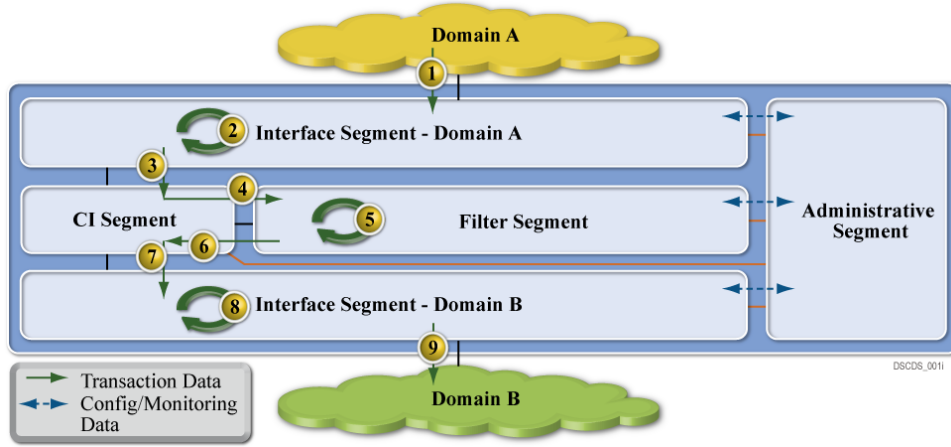 Domain A
1
2
Interface Segment - Domain A
3
4
CI Segment
5
Filter Segment
Administrative
Segment
6
7
8
Interface Segment - Domain B
9
DSCDS_001i
Transaction Data
Config/Monitoring
Data
Domain B